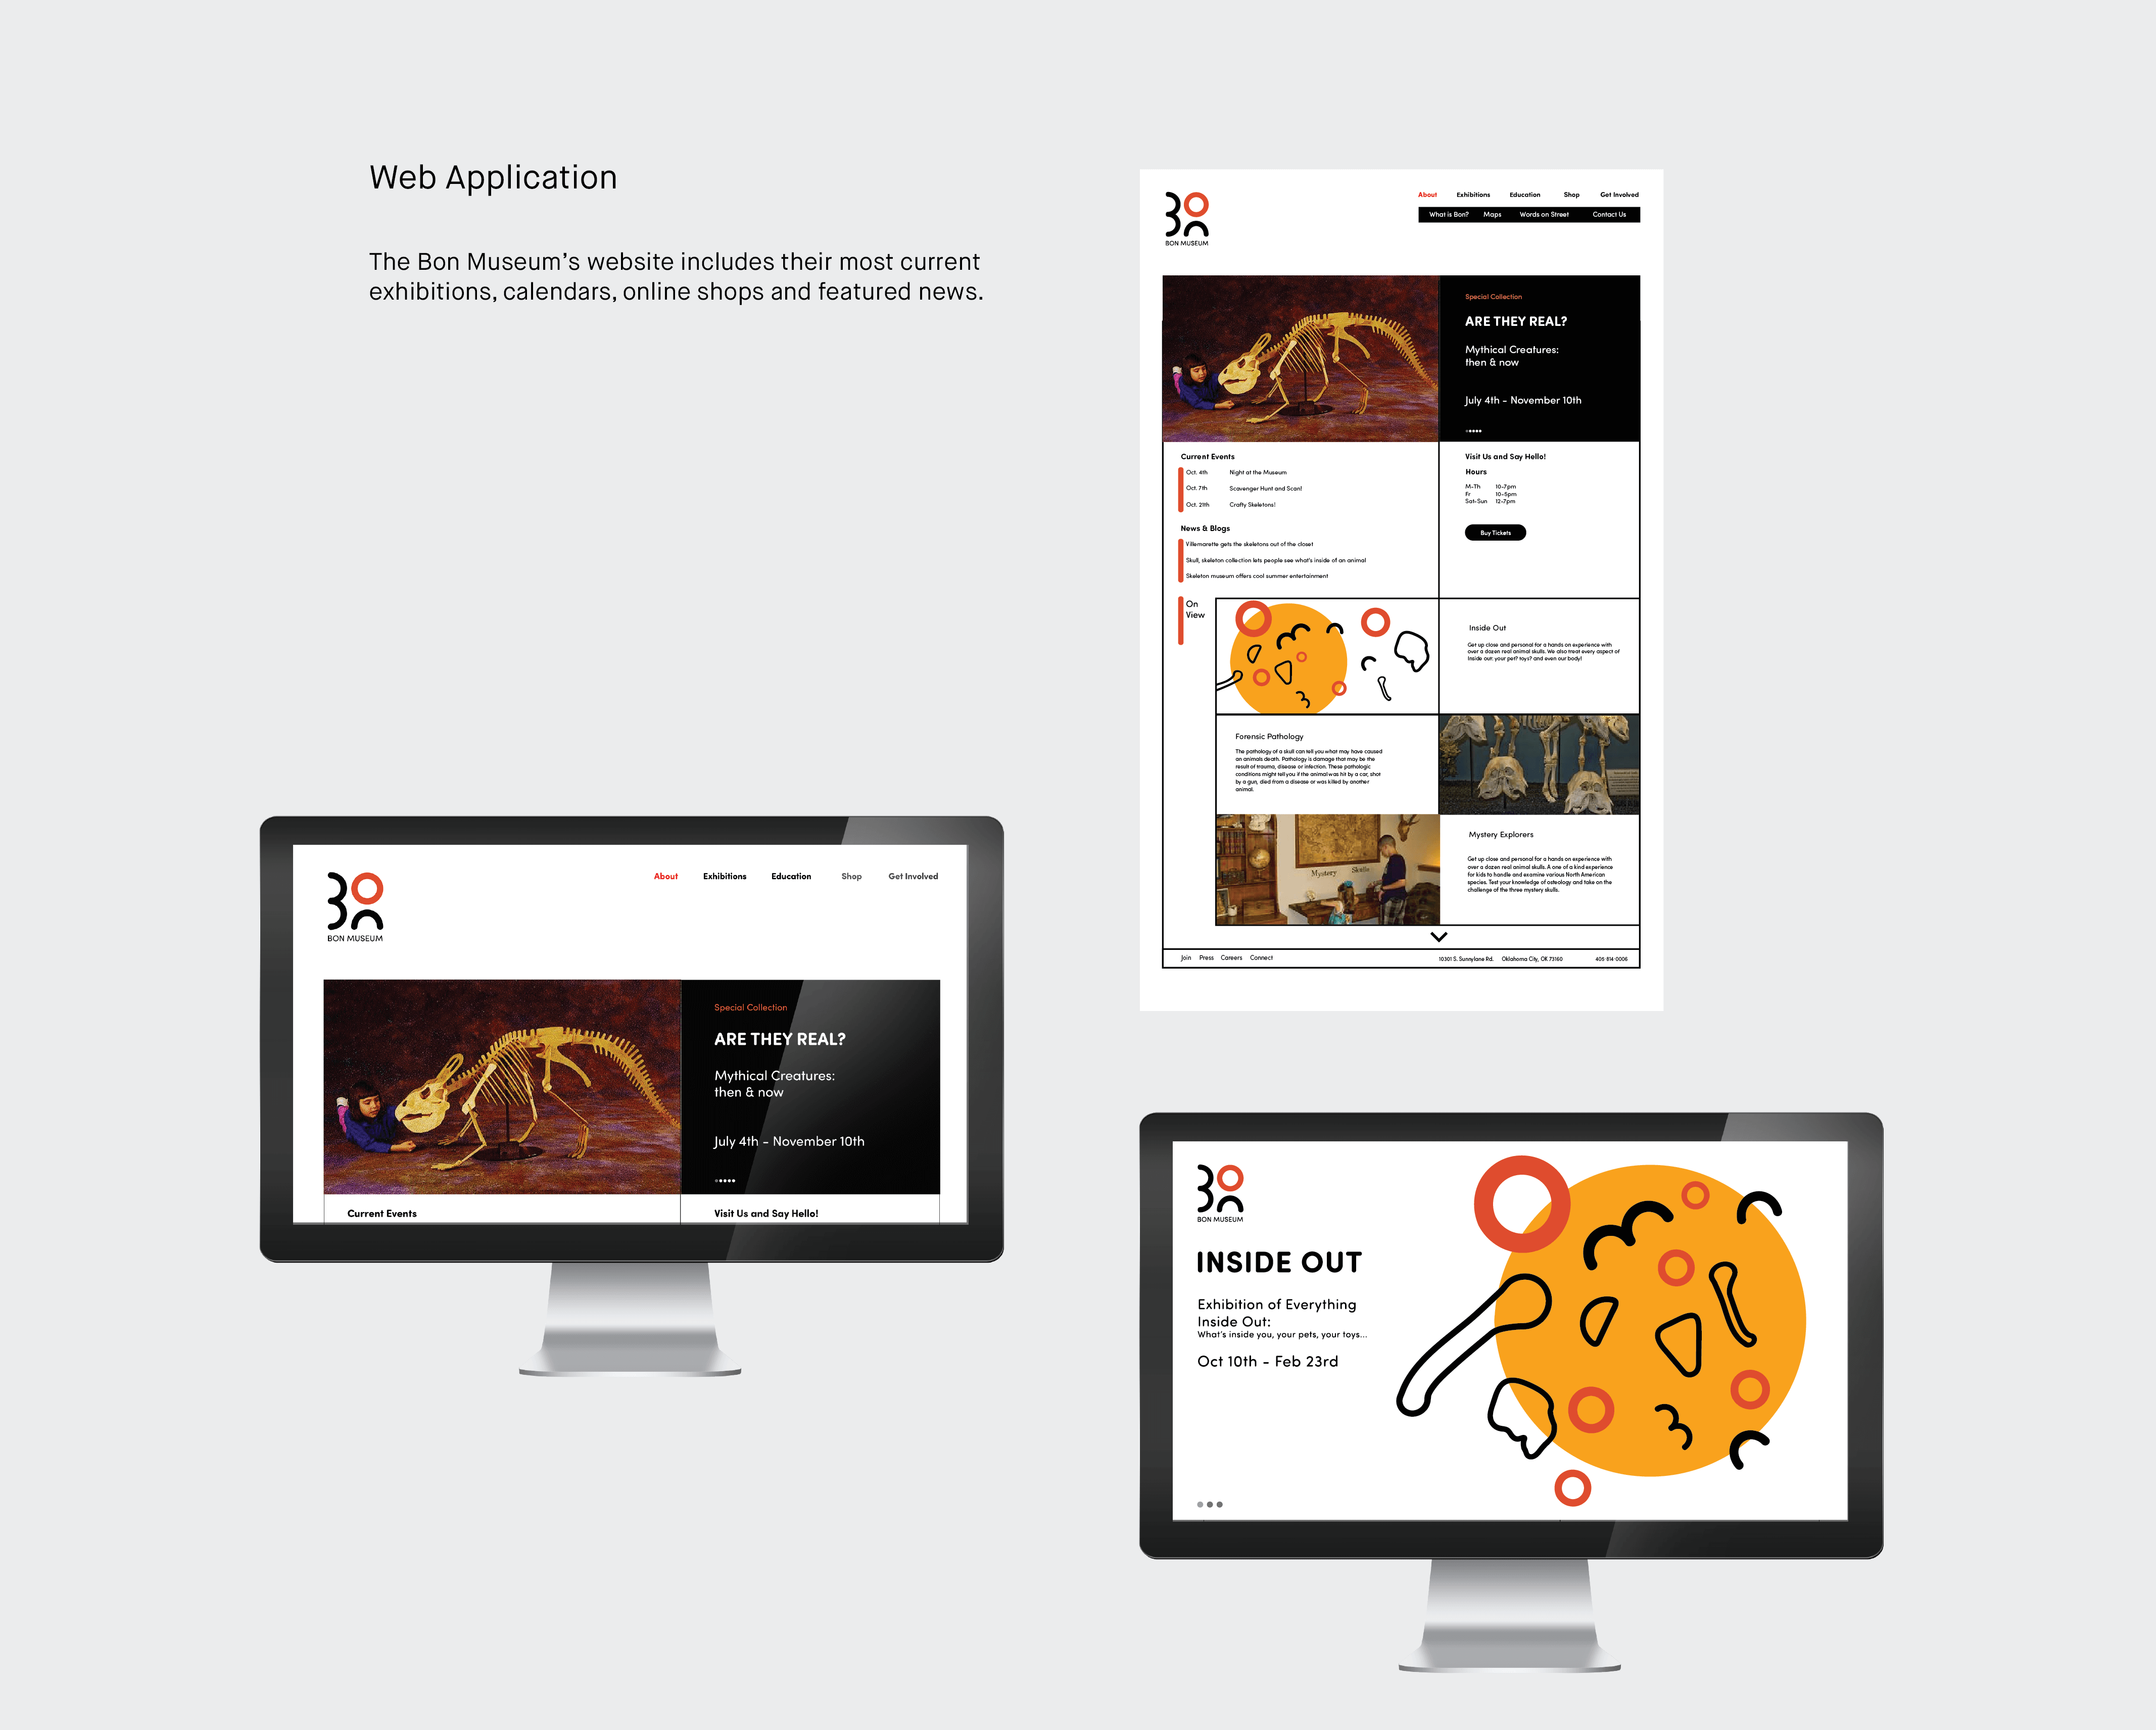 Web Application
The Bon Museum's website includes their most current
exhibitions, calendars, online shops and featured news.
BON MUSEUM
About Exhibitions Education Shop Get Involved
What is Bon? Maps Words on Street Contact Us
Special Collection
ARE THEY REAL?
Mythical Creatures:
then & now
July 4th - November 10th
Current Events
Oct. 4th Night at the Museum
Oct. 7th Scavenger Hunt and Scan!
Oct. 21th Crafty Skeletons!
News & Blogs
Villemarette gets the skeletons out of the closet
Skull, skeleton collection lets people see what's inside of an animal
Skeleton museum offers cool summer entertainment
Visit Us and Say Hello!
Hours
M-Th 10-7pm
Fr 10-5pm
Sat-Sun 12-7pm
Buy Tickets
On
View
Inside Out
Get up close and personal for a hands on experience with
over a dozen real animal skulls. We also treat every aspect of
Inside out: your pet? toys? and even our body!
Forensic Pathology
The pathology of a skull can tell you what may have caused
an animals death. Pathology is damage that may be the
result of trauma, disease or infection. These pathologic
conditions might tell you if the animal was hit by a car, shot
by a gun, died from a disease or was killed by another
animal.
Mystery Skulls
Mystery Explorers
Get up close and personal for a hands on experience with
over a dozen real animal skulls. A one of a kind experience
for kids to handle and examine various North American
species. Test your knowledge of osteology and take on the
challenge of the three mystery skulls.
Join Press Careers Connect
10301 S. Sunnylane Rd. Oklahoma City, OK 73160 405-814-0006
BON MUSEUM
About Exhibitions Education Shop Get Involved
Special Collection
ARE THEY REAL?
Mythical Creatures:
then & now
July 4th - November 10th
Current Events
Visit Us and Say Hello!
BON MUSEUM
INSIDE OUT
Exhibition of Everything
Inside Out:
What's inside you, your pets, your toys...
Oct 10th - Feb 23rd